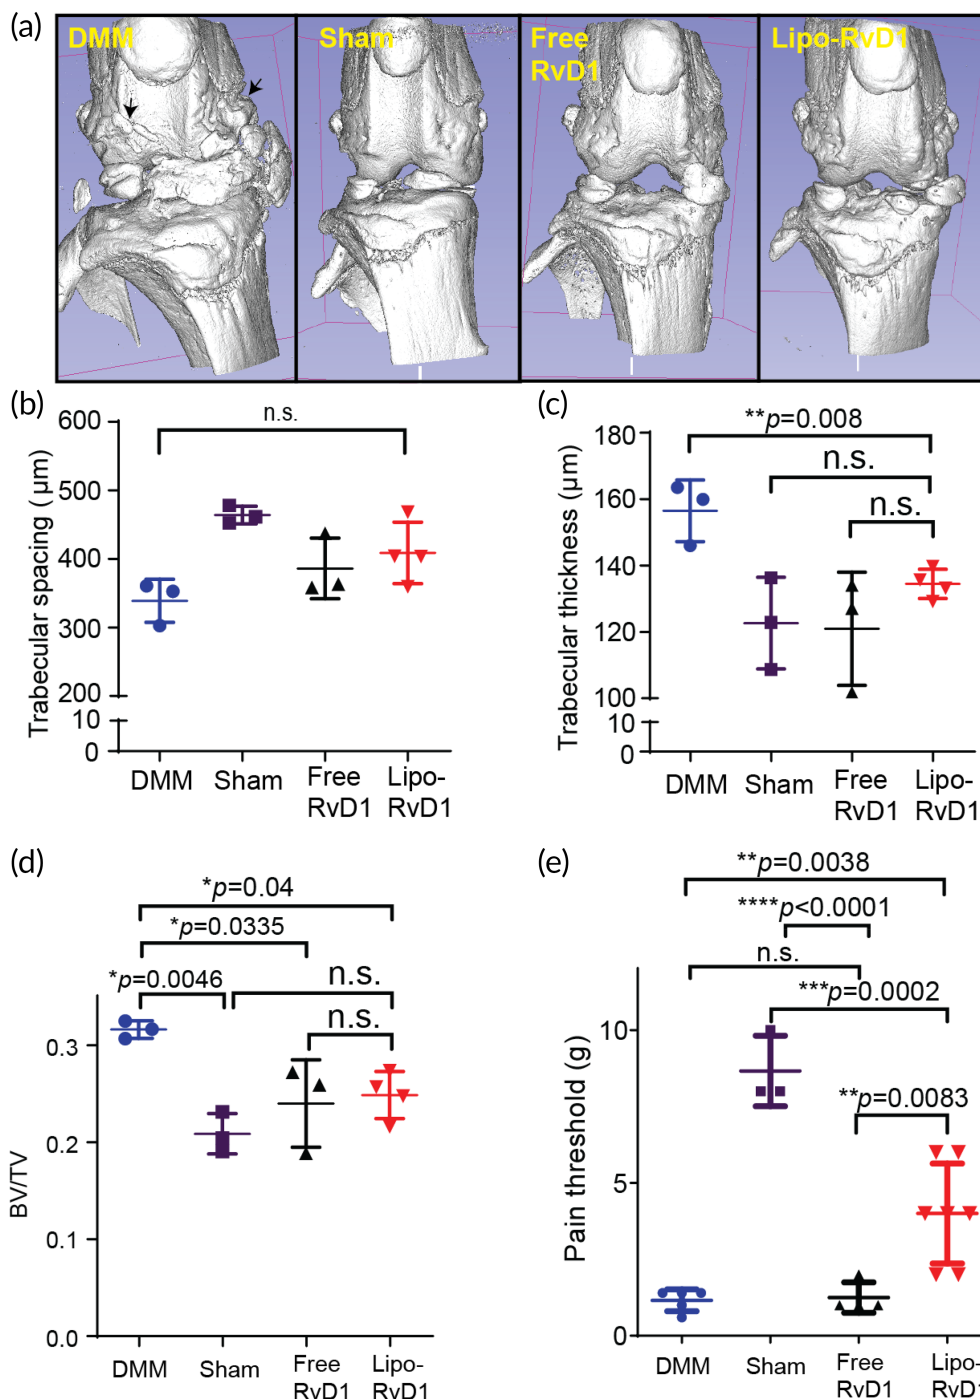 (a)
DMM
Sham
Free
RvD1
Lipo-RvD1
(b)
n.s.
Trabecular spacing ( µm)
600
500
400
300
200
10
0
DMM
Sham
Free
RvD1
Lipo-
RvD1
(c)
**p=0.008
n.s.
n.s.
Trabecular thickness (µm)
180
160
140
120
100
10
0
DMM
Sham
Free
RvD1
Lipo-
RvD1
(d)
*p=0.04
*p=0.0335
*p=0.0046
n.s.
n.s.
BV/TV
0.3
0.2
0.1
0.0
DMM
Sham
Free
RvD1
Lipo-
RvD1
(e)
**p=0.0038
****p<0.0001
n.s.
***p=0.0002
**p=0.0083
Pain threshold (g)
10
5
0
DMM
Sham
Free
RvD1
Lipo-
RvD1